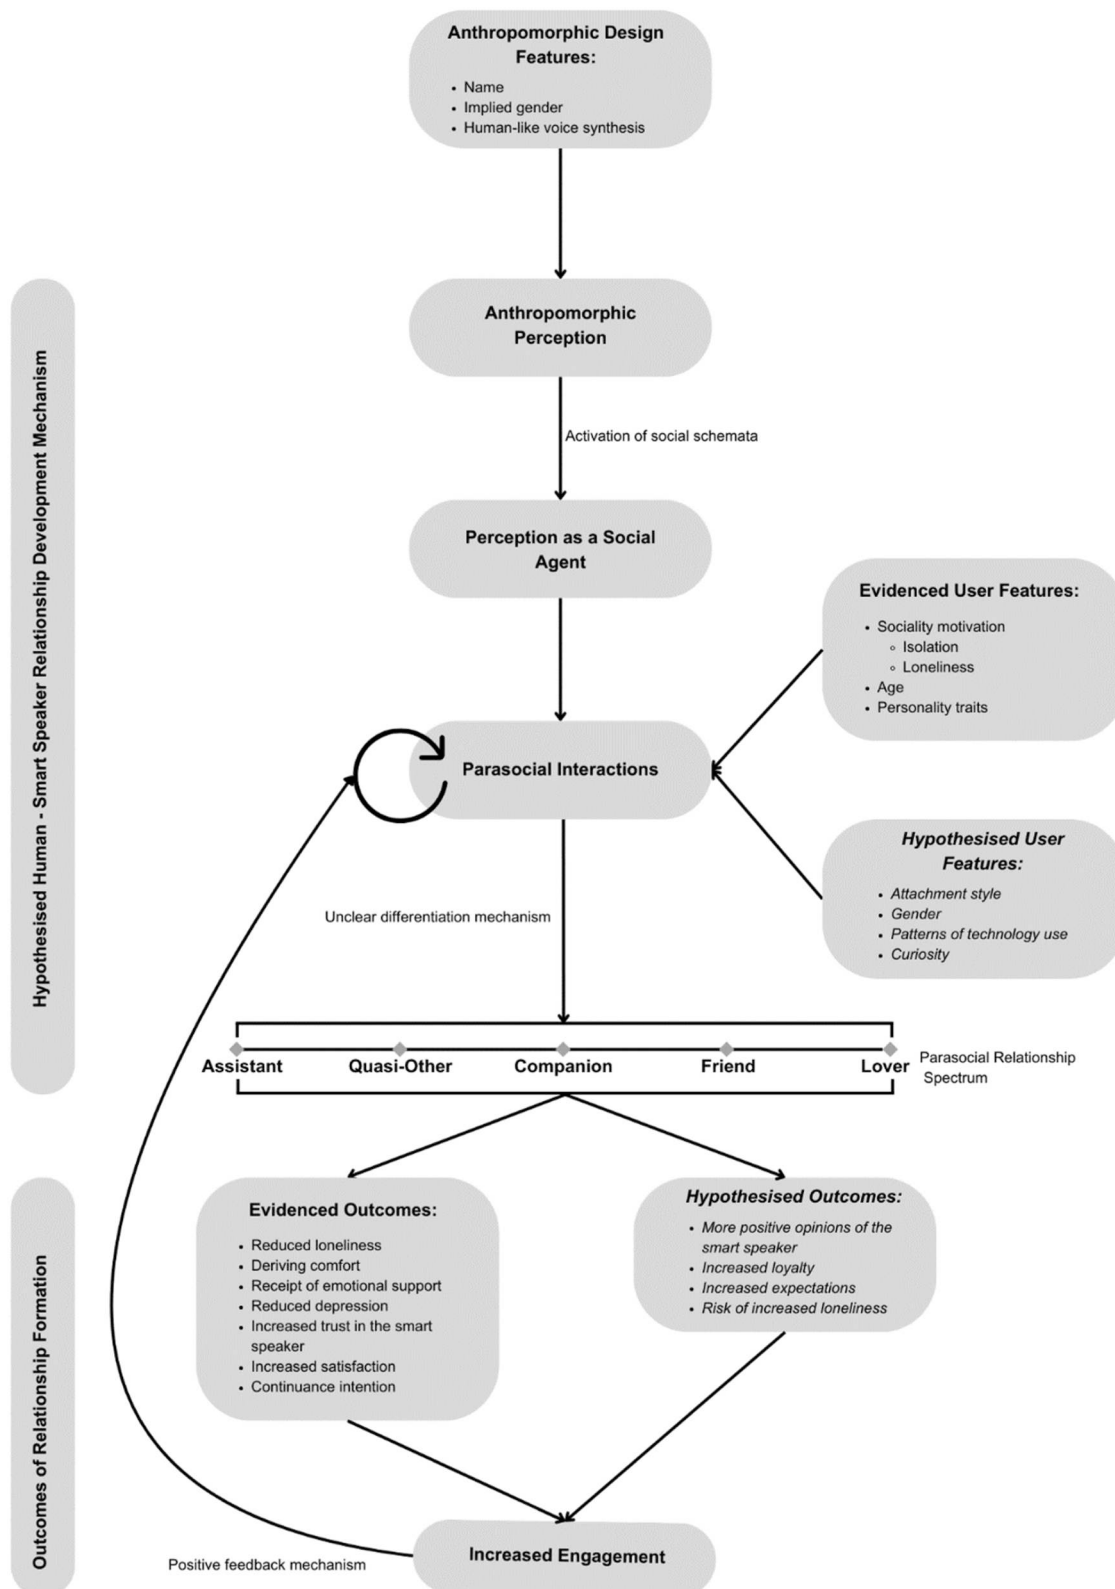 Anthropomorphic Design
Features:
• Name
• Implied gender
• Human-like voice synthesis
Anthropomorphic
Perception
Activation of social schemata
Perception as a Social
Agent
Evidenced User Features:
• Sociality motivation
◦ Isolation
◦ Loneliness
• Age
• Personality traits
Parasocial Interactions
Hypothesised User
Features:
• Attachment style
• Gender
• Patterns of technology use
• Curiosity
Unclear differentiation mechanism
Assistant
Quasi-Other
Companion
Friend
Lover
Parasocial Relationship
Spectrum
Hypothesised Human - Smart Speaker Relationship Development Mechanism
Evidenced Outcomes:
• Reduced loneliness
• Deriving comfort
• Receipt of emotional support
• Reduced depression
• Increased trust in the smart
speaker
• Increased satisfaction
• Continuance intention
Hypothesised Outcomes:
• More positive opinions of the
smart speaker
• Increased loyalty
• Increased expectations
• Risk of increased loneliness
Increased Engagement
Positive feedback mechanism
Outcomes of Relationship Formation